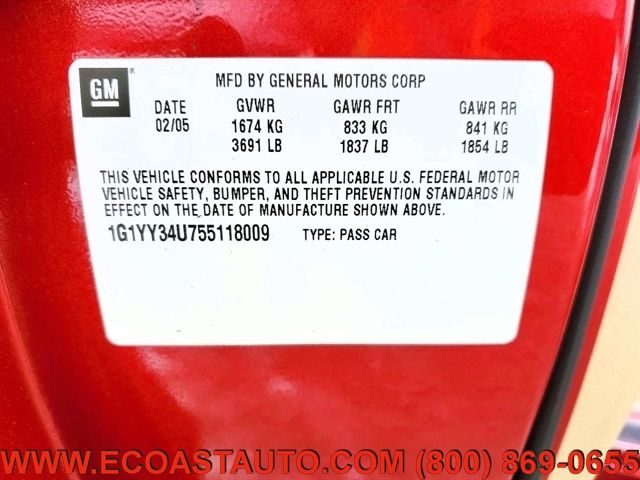 GM®
MFD BY GENERAL MOTORS CORP
DATE GVWR GAWR FRT GAWR RR
02/05 1674 KG 833 KG 841 KG
3691 LB 1837 LB 1854 LB
THIS VEHICLE CONFORMS TO ALL APPLICABLE U.S. FEDERAL MOTOR
VEHICLE SAFETY, BUMPER, AND THEFT PREVENTION STANDARDS IN
EFFECT ON THE DATE OF MANUFACTURE SHOWN ABOVE.
1G1YY34U755118009 TYPE: PASS CAR
WWW.ECOASTAUTO.COM (800) 869-0655